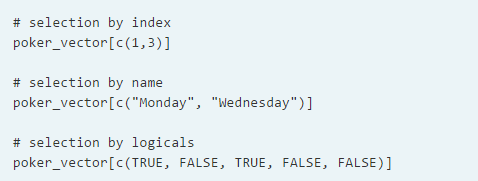 # selection by index
poker_vector[c(1,3)]
# selection by name
poker_vector[c("Monday", "Wednesday")]
# selection by logicals
poker_vector[c(TRUE, FALSE, TRUE, FALSE, FALSE)]